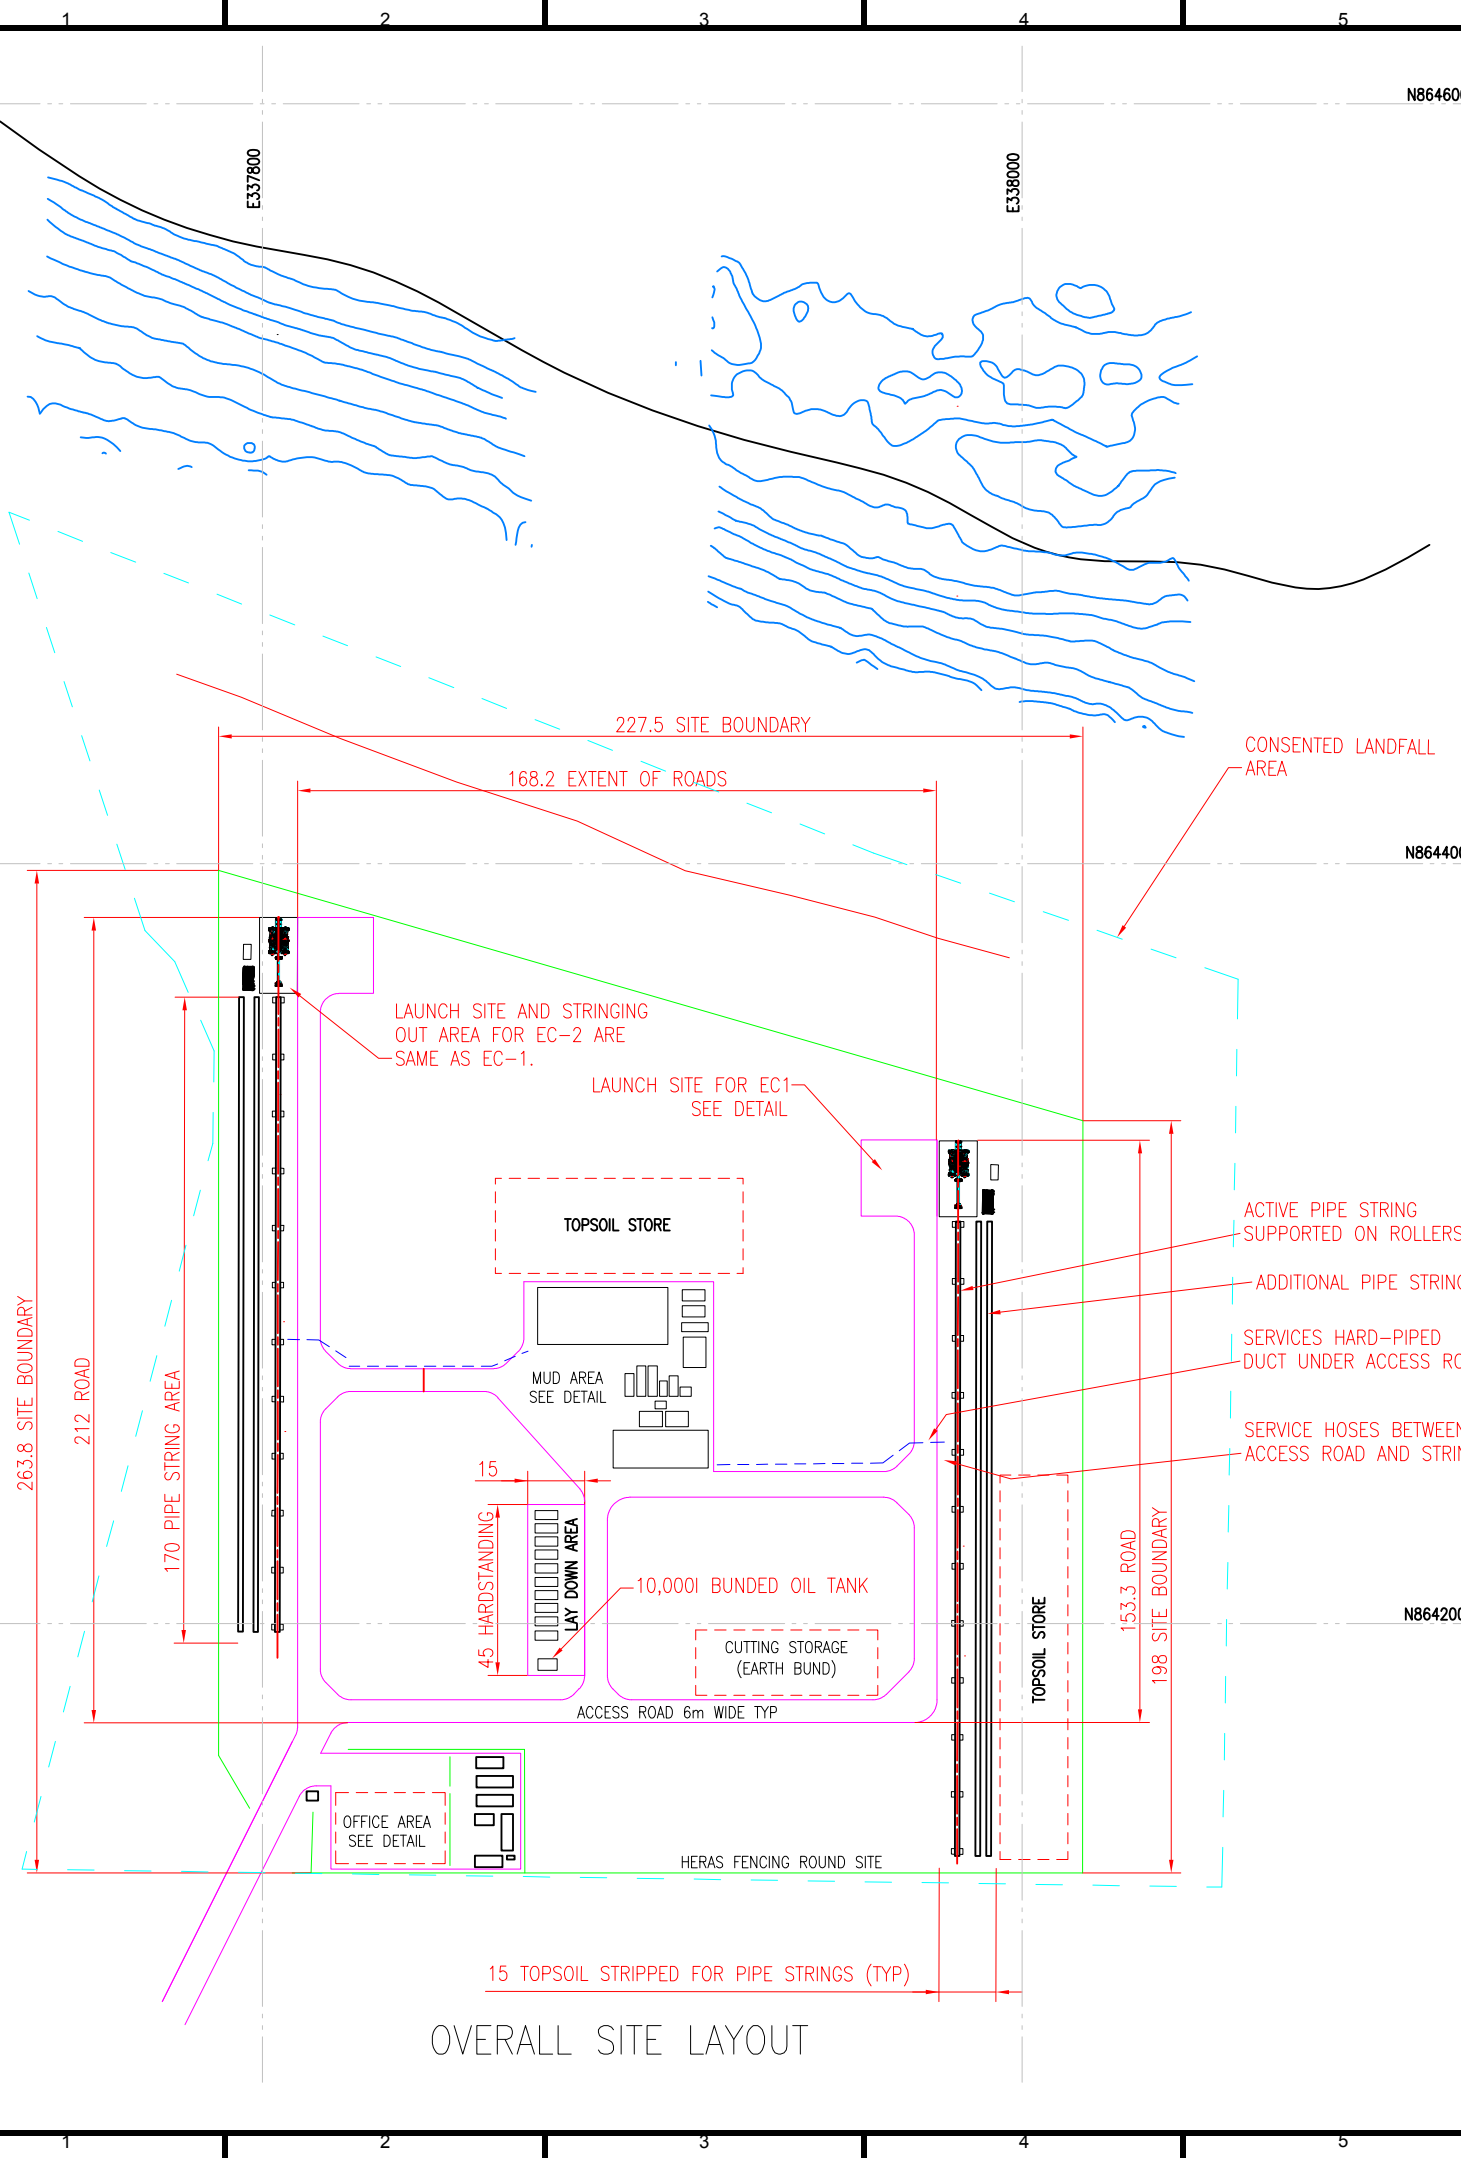 1 2 3 4 5
N864600
E337800
E338000
227.5 SITE BOUNDARY
CONSENTED LANDFALL
AREA
168.2 EXTENT OF ROADS
N864400
LAUNCH SITE AND STRINGING
OUT AREA FOR EC-2 ARE
SAME AS EC-1.
LAUNCH SITE FOR EC1
SEE DETAIL
TOPSOIL STORE
ACTIVE PIPE STRING
SUPPORTED ON ROLLERS
ADDITIONAL PIPE STRING
SERVICES HARD-PIPED
DUCT UNDER ACCESS RO
MUD AREA
SEE DETAIL
263.8 SITE BOUNDARY
212 ROAD
170 PIPE STRING AREA
SERVICE HOSES BETWEEN
ACCESS ROAD AND STRIN
15
45 HARDSTANDING
LAY DOWN AREA
10,000l BUNDED OIL TANK
153.3 ROAD
198 SITE BOUNDARY
N864200
TOPSOIL STORE
CUTTING STORAGE
(EARTH BUND)
ACCESS ROAD 6m WIDE TYP
OFFICE AREA
SEE DETAIL
HERAS FENCING ROUND SITE
15 TOPSOIL STRIPPED FOR PIPE STRINGS (TYP)
OVERALL SITE LAYOUT
1 2 3 4 5